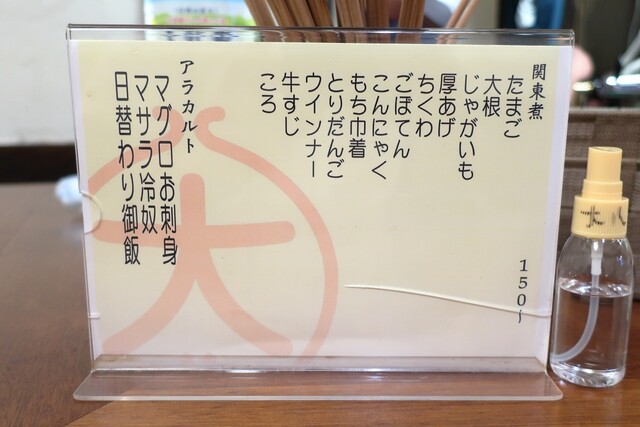 関東煮
たまご
大根
じゃがいも
厚あげ
ちくわ
ごぼてん
こんにゃく
もち巾着
とりだんご
ウインナー
牛すじ
ころ
150~
アラカルト
マグロお刺身
マサラ冷奴
日替わり御飯
大